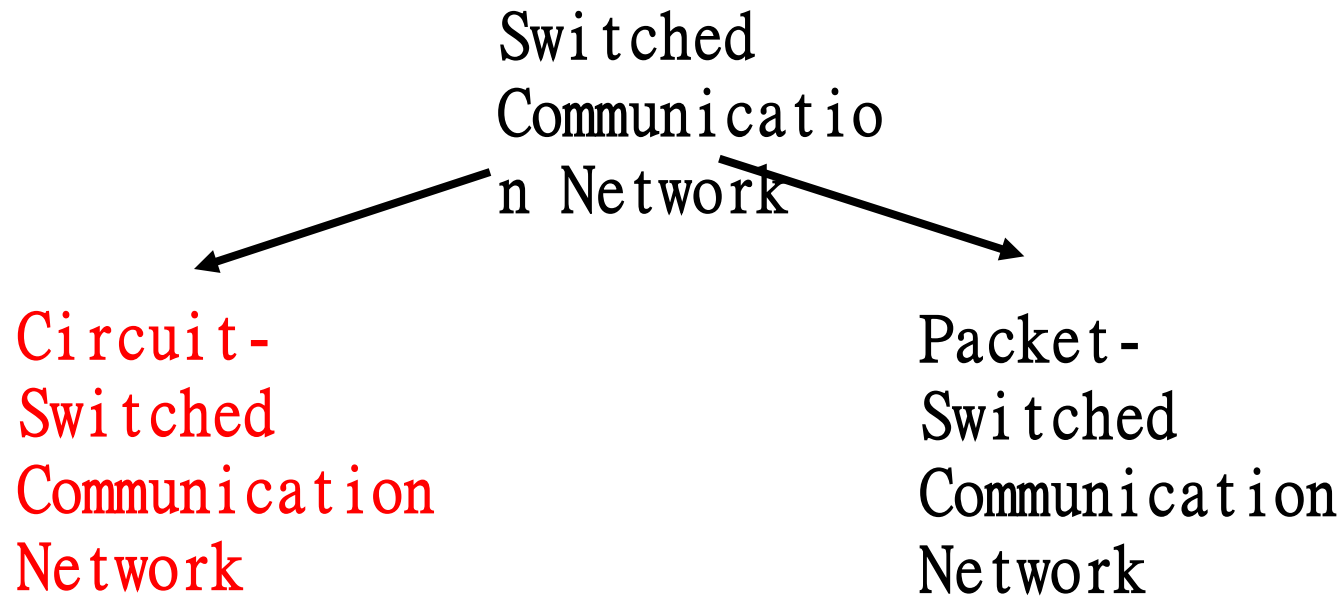 Switched
Communicatio
n Network
Circuit-
Switched
Communication
Network
Packet-
Switched
Communication
Network